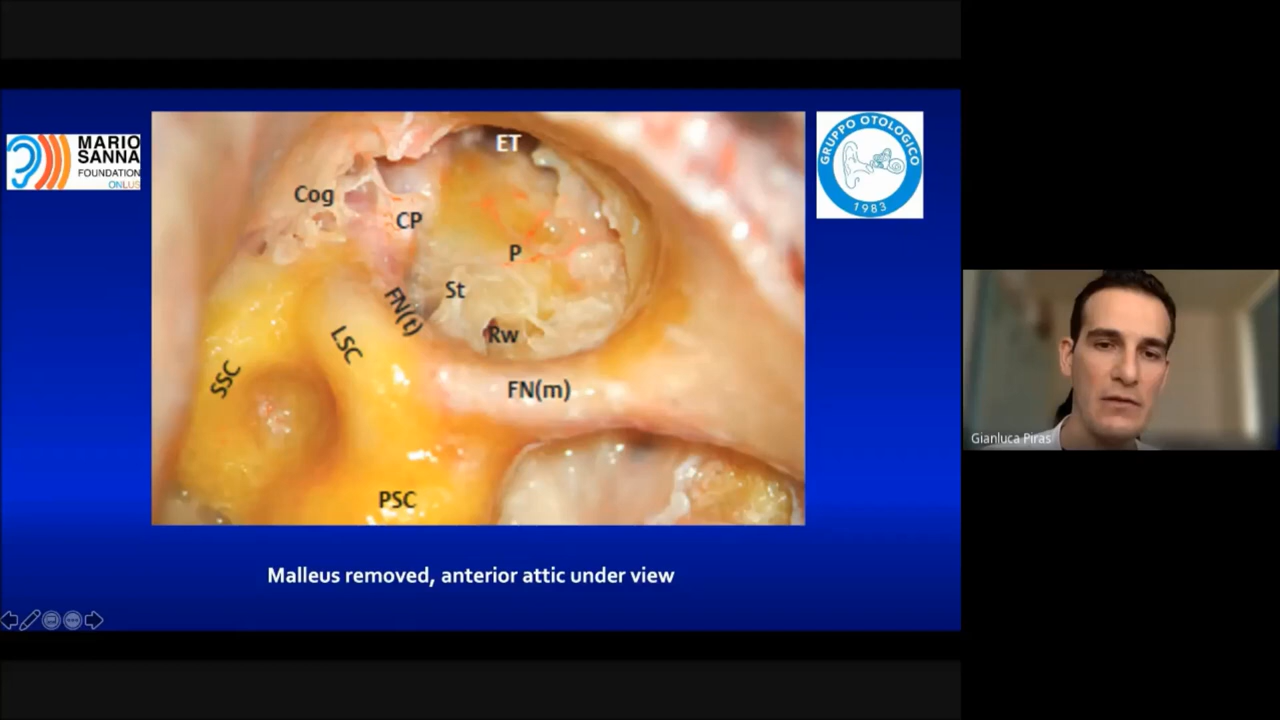 MARIO
SANNA
FOUNDATION
ONLUS
GRUPPO OTOLOGICO
1983
ET
Cog
CP
P
St
FN(t)
Rw
LSC
SSC
FN(m)
PSC
Malleus removed, anterior attic under view
Gianluca Piras